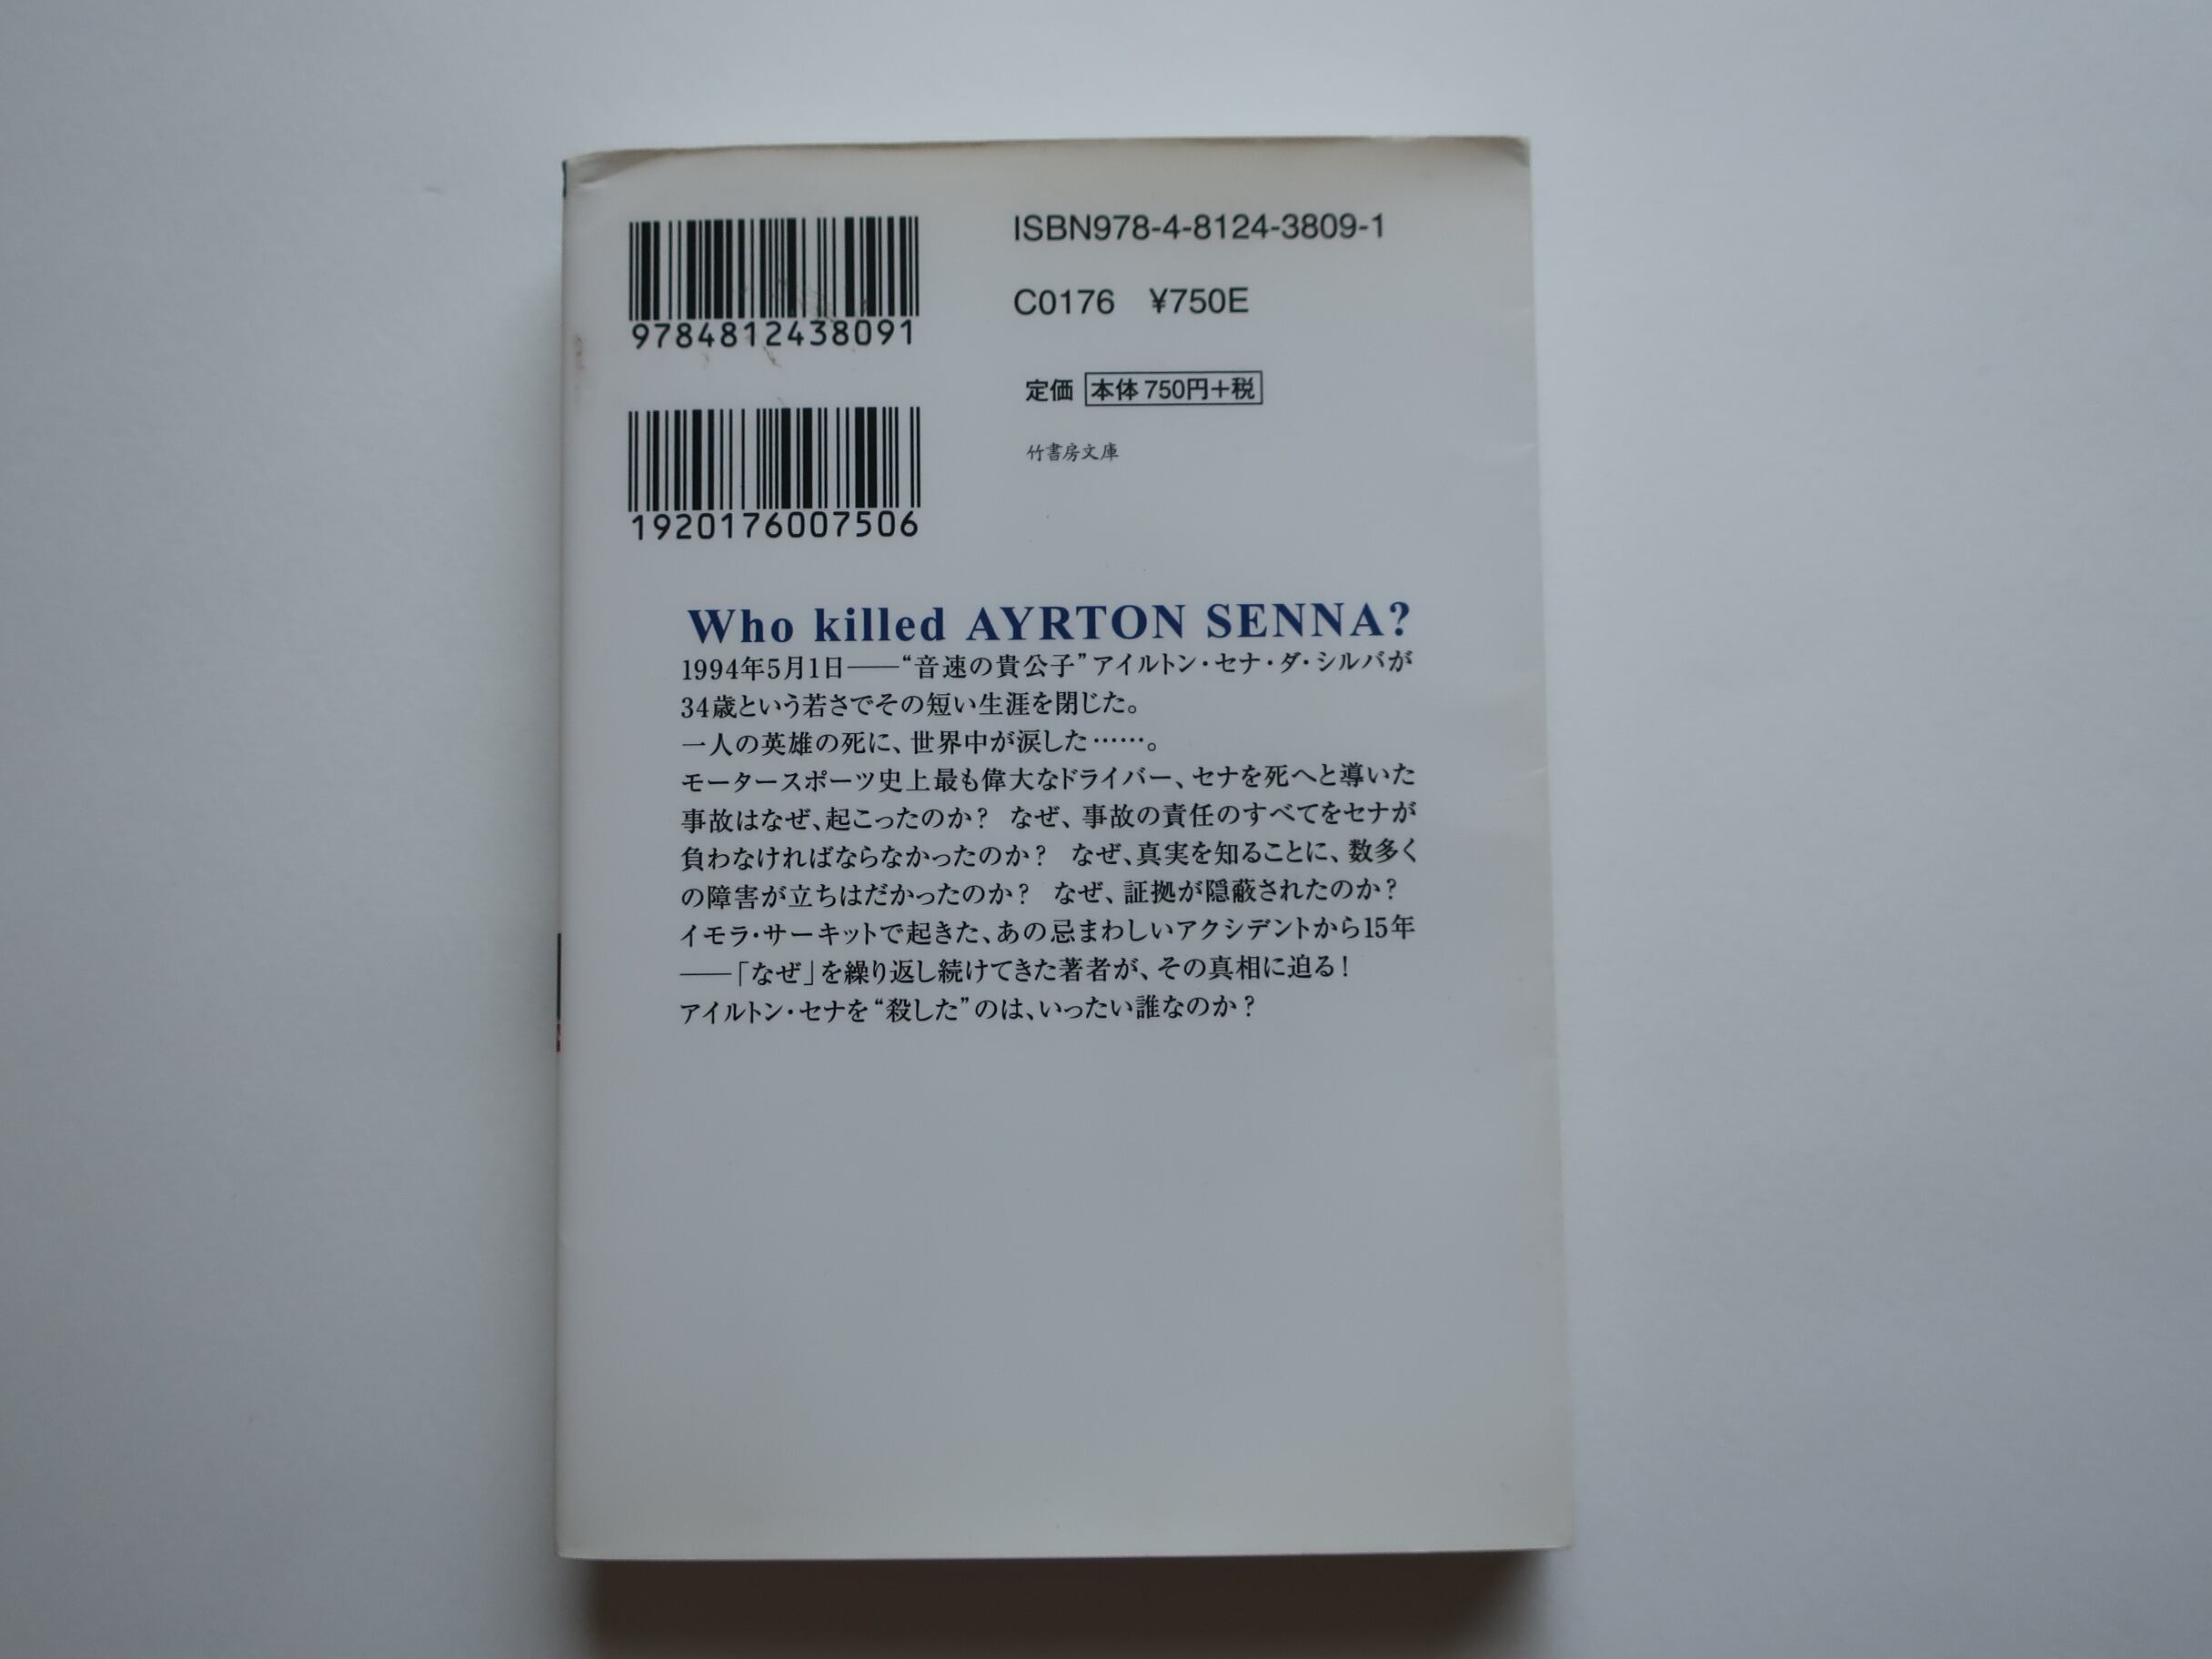 9784812438091
ISBN978-4-8124-3809-1
C0176 ¥750E
定価 本体 750円+税
竹書房文庫
1920176007506
Who killed AYRTON SENNA?
1994年5月1日――“音速の貴公子”アイルトン・セナ・ダ・シルバが
34歳という若さでその短い生涯を閉じた。
一人の英雄の死に、世界中が涙した……。
モータースポーツ史上最も偉大なドライバー、セナを死へと導いた
事故はなぜ、起こったのか? なぜ、事故の責任のすべてをセナが
負わなければならなかったのか? なぜ、真実を知ることに、数多く
の障害が立ちはだかったのか? なぜ、証拠が隠蔽されたのか?
イモラ・サーキットで起きた、あの忌まわしいアクシデントから15年
――「なぜ」を繰り返し続けてきた著者が、その真相に迫る!
アイルトン・セナを“殺した”のは、いったい誰なのか?